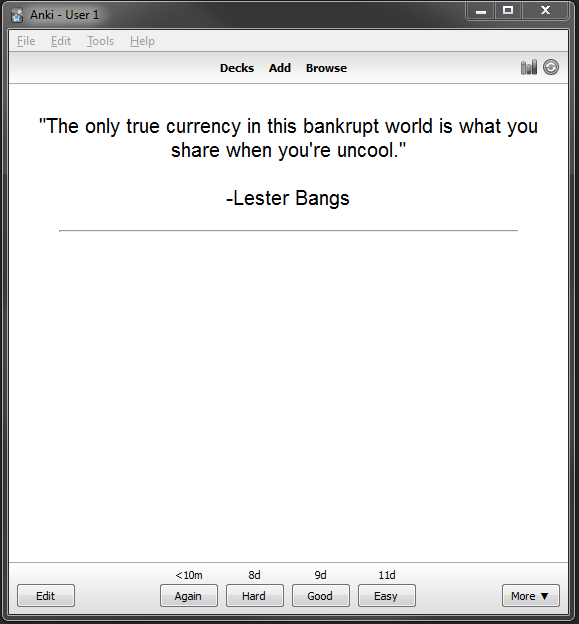 Anki - User 1
File Edit Tools Help
Decks Add Browse
"The only true currency in this bankrupt world is what you
share when you're uncool."
-Lester Bangs
<10m 8d 9d 11d
Edit Again Hard Good Easy More ▼